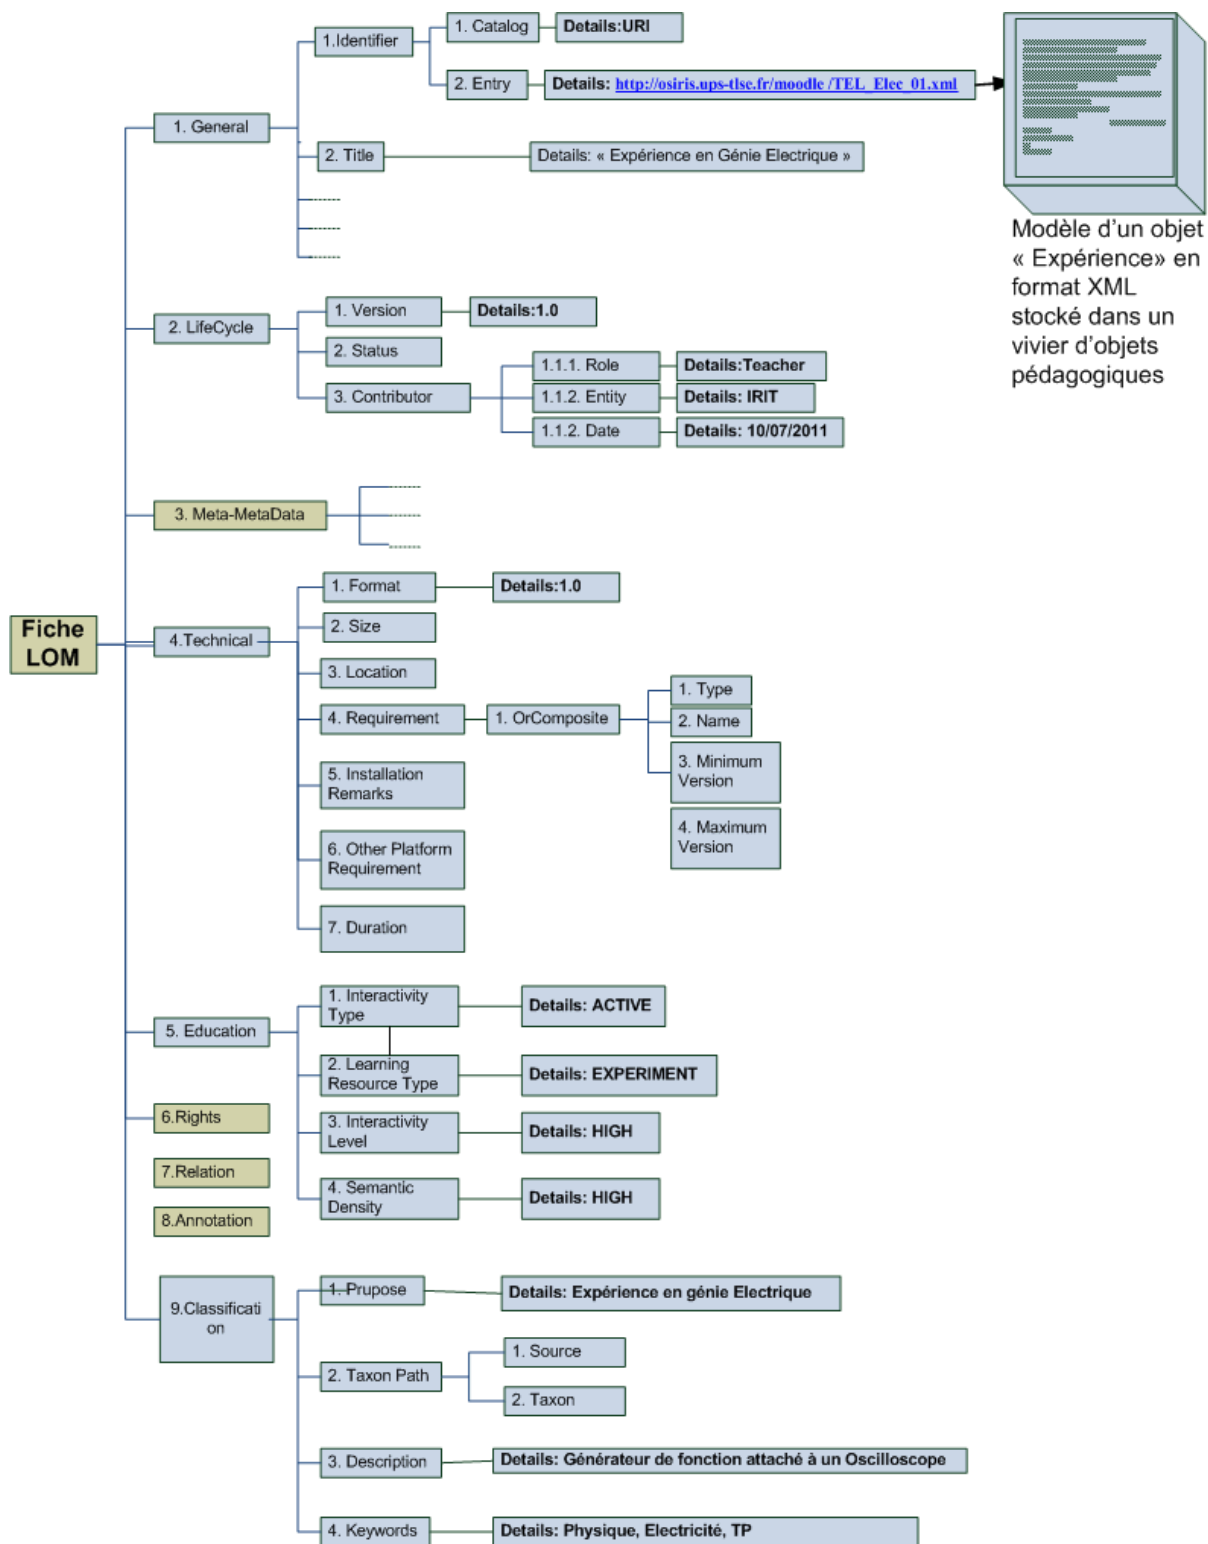 1.Identifier
1. Catalog
Details:URI
2. Entry
Details: http://osiris.ups-tlse.fr/moodle /TEL_Elec_01.xml
1. General
2. Title
Details: « Expérience en Génie Electrique »
Modèle d'un objet
« Expérience» en
format XML
stocké dans un
vivier d'objets
pédagogiques
2. LifeCycle
1. Version
Details:1.0
2. Status
3. Contributor
1.1.1. Role
Details:Teacher
1.1.2. Entity
Details: IRIT
1.1.2. Date
Details: 10/07/2011
3. Meta-MetaData
Fiche
LOM
4.Technical
1. Format
Details:1.0
2. Size
3. Location
4. Requirement
1. OrComposite
1. Type
2. Name
3. Minimum
Version
4. Maximum
Version
5. Installation
Remarks
6. Other Platform
Requirement
7. Duration
5. Education
1. Interactivity
Type
Details: ACTIVE
2. Learning
Resource Type
Details: EXPERIMENT
3. Interactivity
Level
Details: HIGH
4. Semantic
Density
Details: HIGH
6.Rights
7.Relation
8.Annotation
9.Classificati
on
1. Prupose
Details: Expérience en génie Electrique
2. Taxon Path
1. Source
2. Taxon
3. Description
Details: Générateur de fonction attaché à un Oscilloscope
4. Keywords
Details: Physique, Electricité, TP